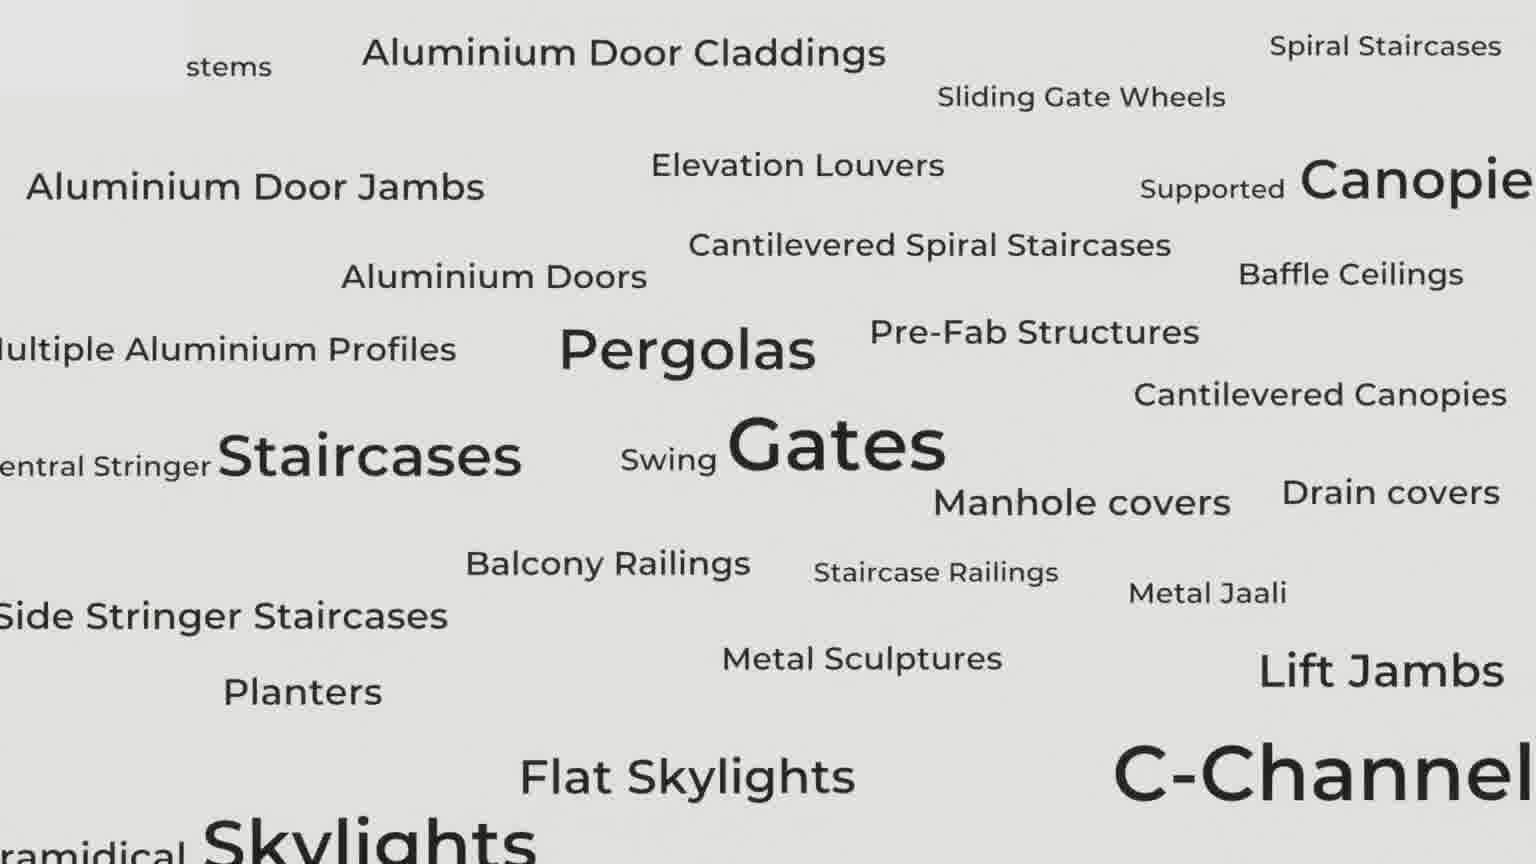 Aluminium Door Claddings
Spiral Staircases
stems
Sliding Gate Wheels
Elevation Louvers
Aluminium Door Jambs
Supported Canopie
Cantilevered Spiral Staircases
Aluminium Doors
Baffle Ceilings
Pre-Fab Structures
ultiple Aluminium Profiles
Pergolas
Cantilevered Canopies
entral Stringer Staircases
Swing Gates
Manhole covers
Drain covers
Balcony Railings
Staircase Railings
Metal Jaali
Side Stringer Staircases
Metal Sculptures
Lift Jambs
Planters
Flat Skylights
C-Channel
ramidical Skylights